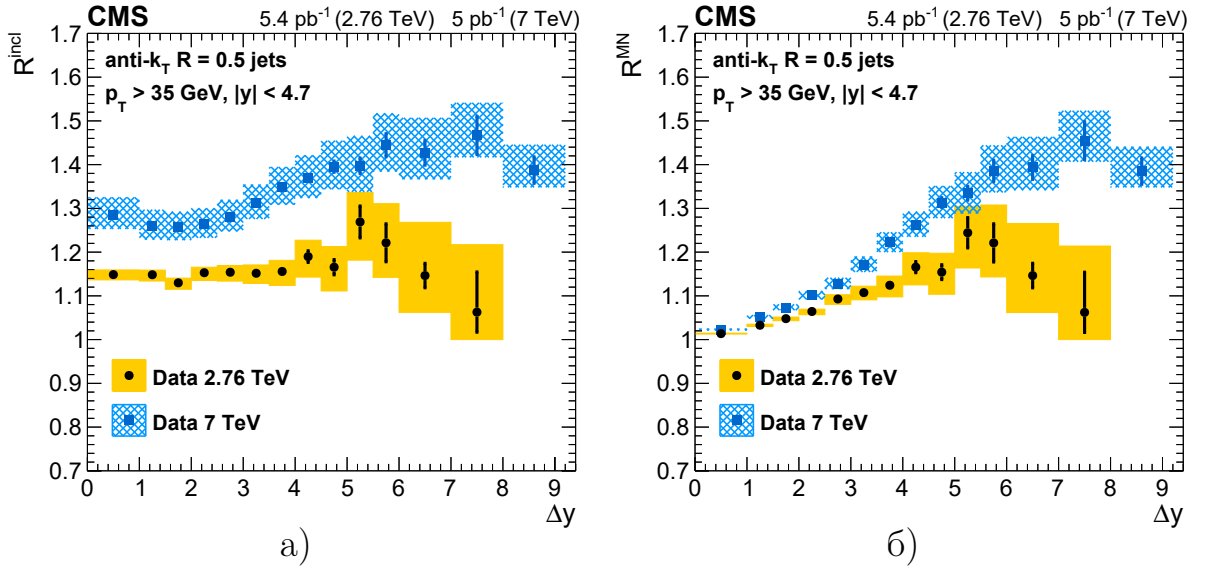 CMS 5.4 pb⁻¹ (2.76 TeV) 5 pb⁻¹ (7 TeV)
R^incl
1.7
1.6
1.5
1.4
1.3
1.2
1.1
1
0.9
0.8
0.7
anti-k_T R = 0.5 jets
p_T > 35 GeV, |y| < 4.7
Data 2.76 TeV
Data 7 TeV
0 1 2 3 4 5 6 7 8 9
Δy
а)
CMS 5.4 pb⁻¹ (2.76 TeV) 5 pb⁻¹ (7 TeV)
R^MN
1.7
1.6
1.5
1.4
1.3
1.2
1.1
1
0.9
0.8
0.7
anti-k_T R = 0.5 jets
p_T > 35 GeV, |y| < 4.7
Data 2.76 TeV
Data 7 TeV
0 1 2 3 4 5 6 7 8 9
Δy
б)